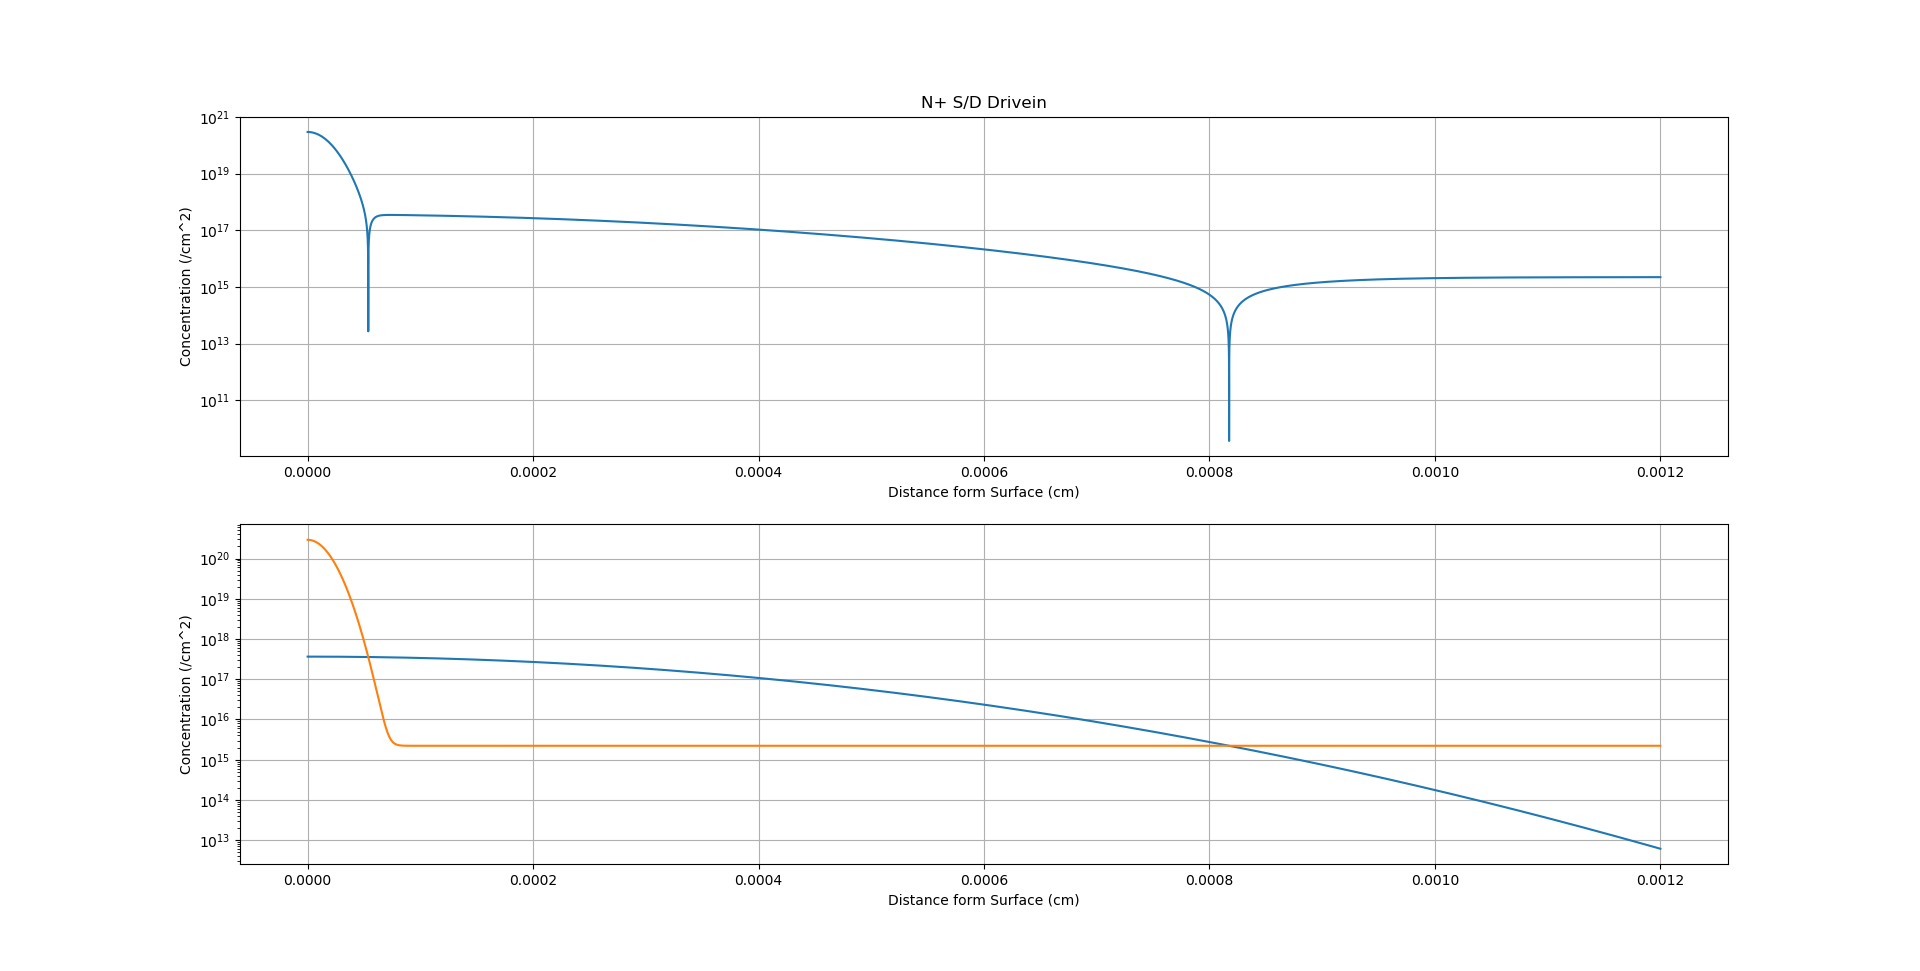 N+ S/D Drivein
10^21
10^19
10^17
10^15
10^13
10^11
Concentration (/cm^2)
0.0000 0.0002 0.0004 0.0006 0.0008 0.0010 0.0012
Distance form Surface (cm)
10^20
10^19
10^18
10^17
10^16
10^15
10^14
10^13
Concentration (/cm^2)
0.0000 0.0002 0.0004 0.0006 0.0008 0.0010 0.0012
Distance form Surface (cm)